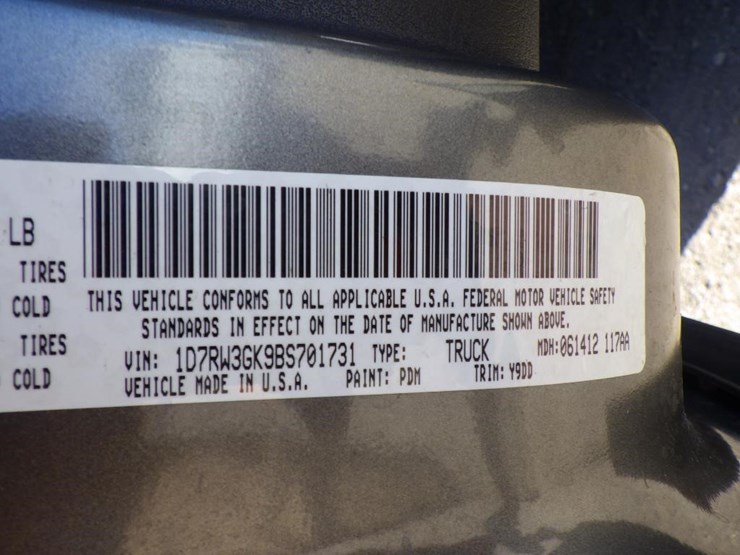 LB
TIRES
COLD
TIRES
COLD
THIS VEHICLE CONFORMS TO ALL APPLICABLE U.S.A. FEDERAL MOTOR VEHICLE SAFETY
STANDARDS IN EFFECT ON THE DATE OF MANUFACTURE SHOWN ABOVE.
VIN: 1D7RW3GK9BS701731 TYPE: TRUCK MDH:061412 117AA
VEHICLE MADE IN U.S.A. PAINT: PDM TRIM: Y9DD